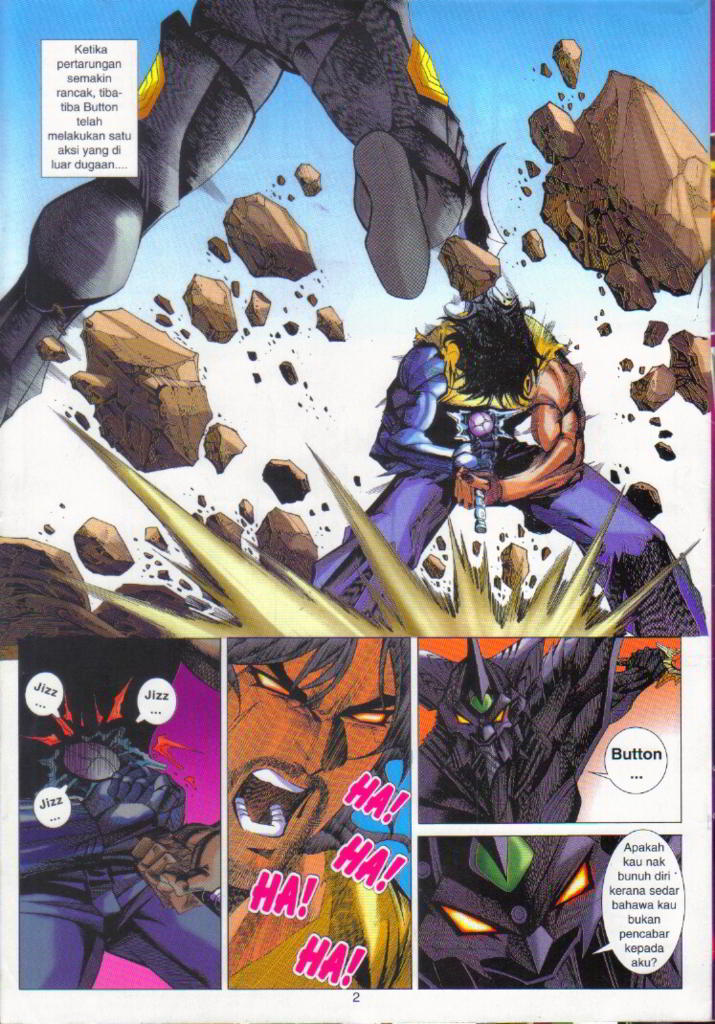 Ketika
pertarungan
semakin
rancak, tiba-
tiba Button
telah
melakukan satu
aksi yang di
luar dugaan....
Jizz
...
Jizz
...
Jizz
...
HA!
HA!
HA!
HA!
Button
...
Apakah
kau nak
bunuh diri
kerana sedar
bahawa kau
bukan
pencabar
kepada
aku?
2